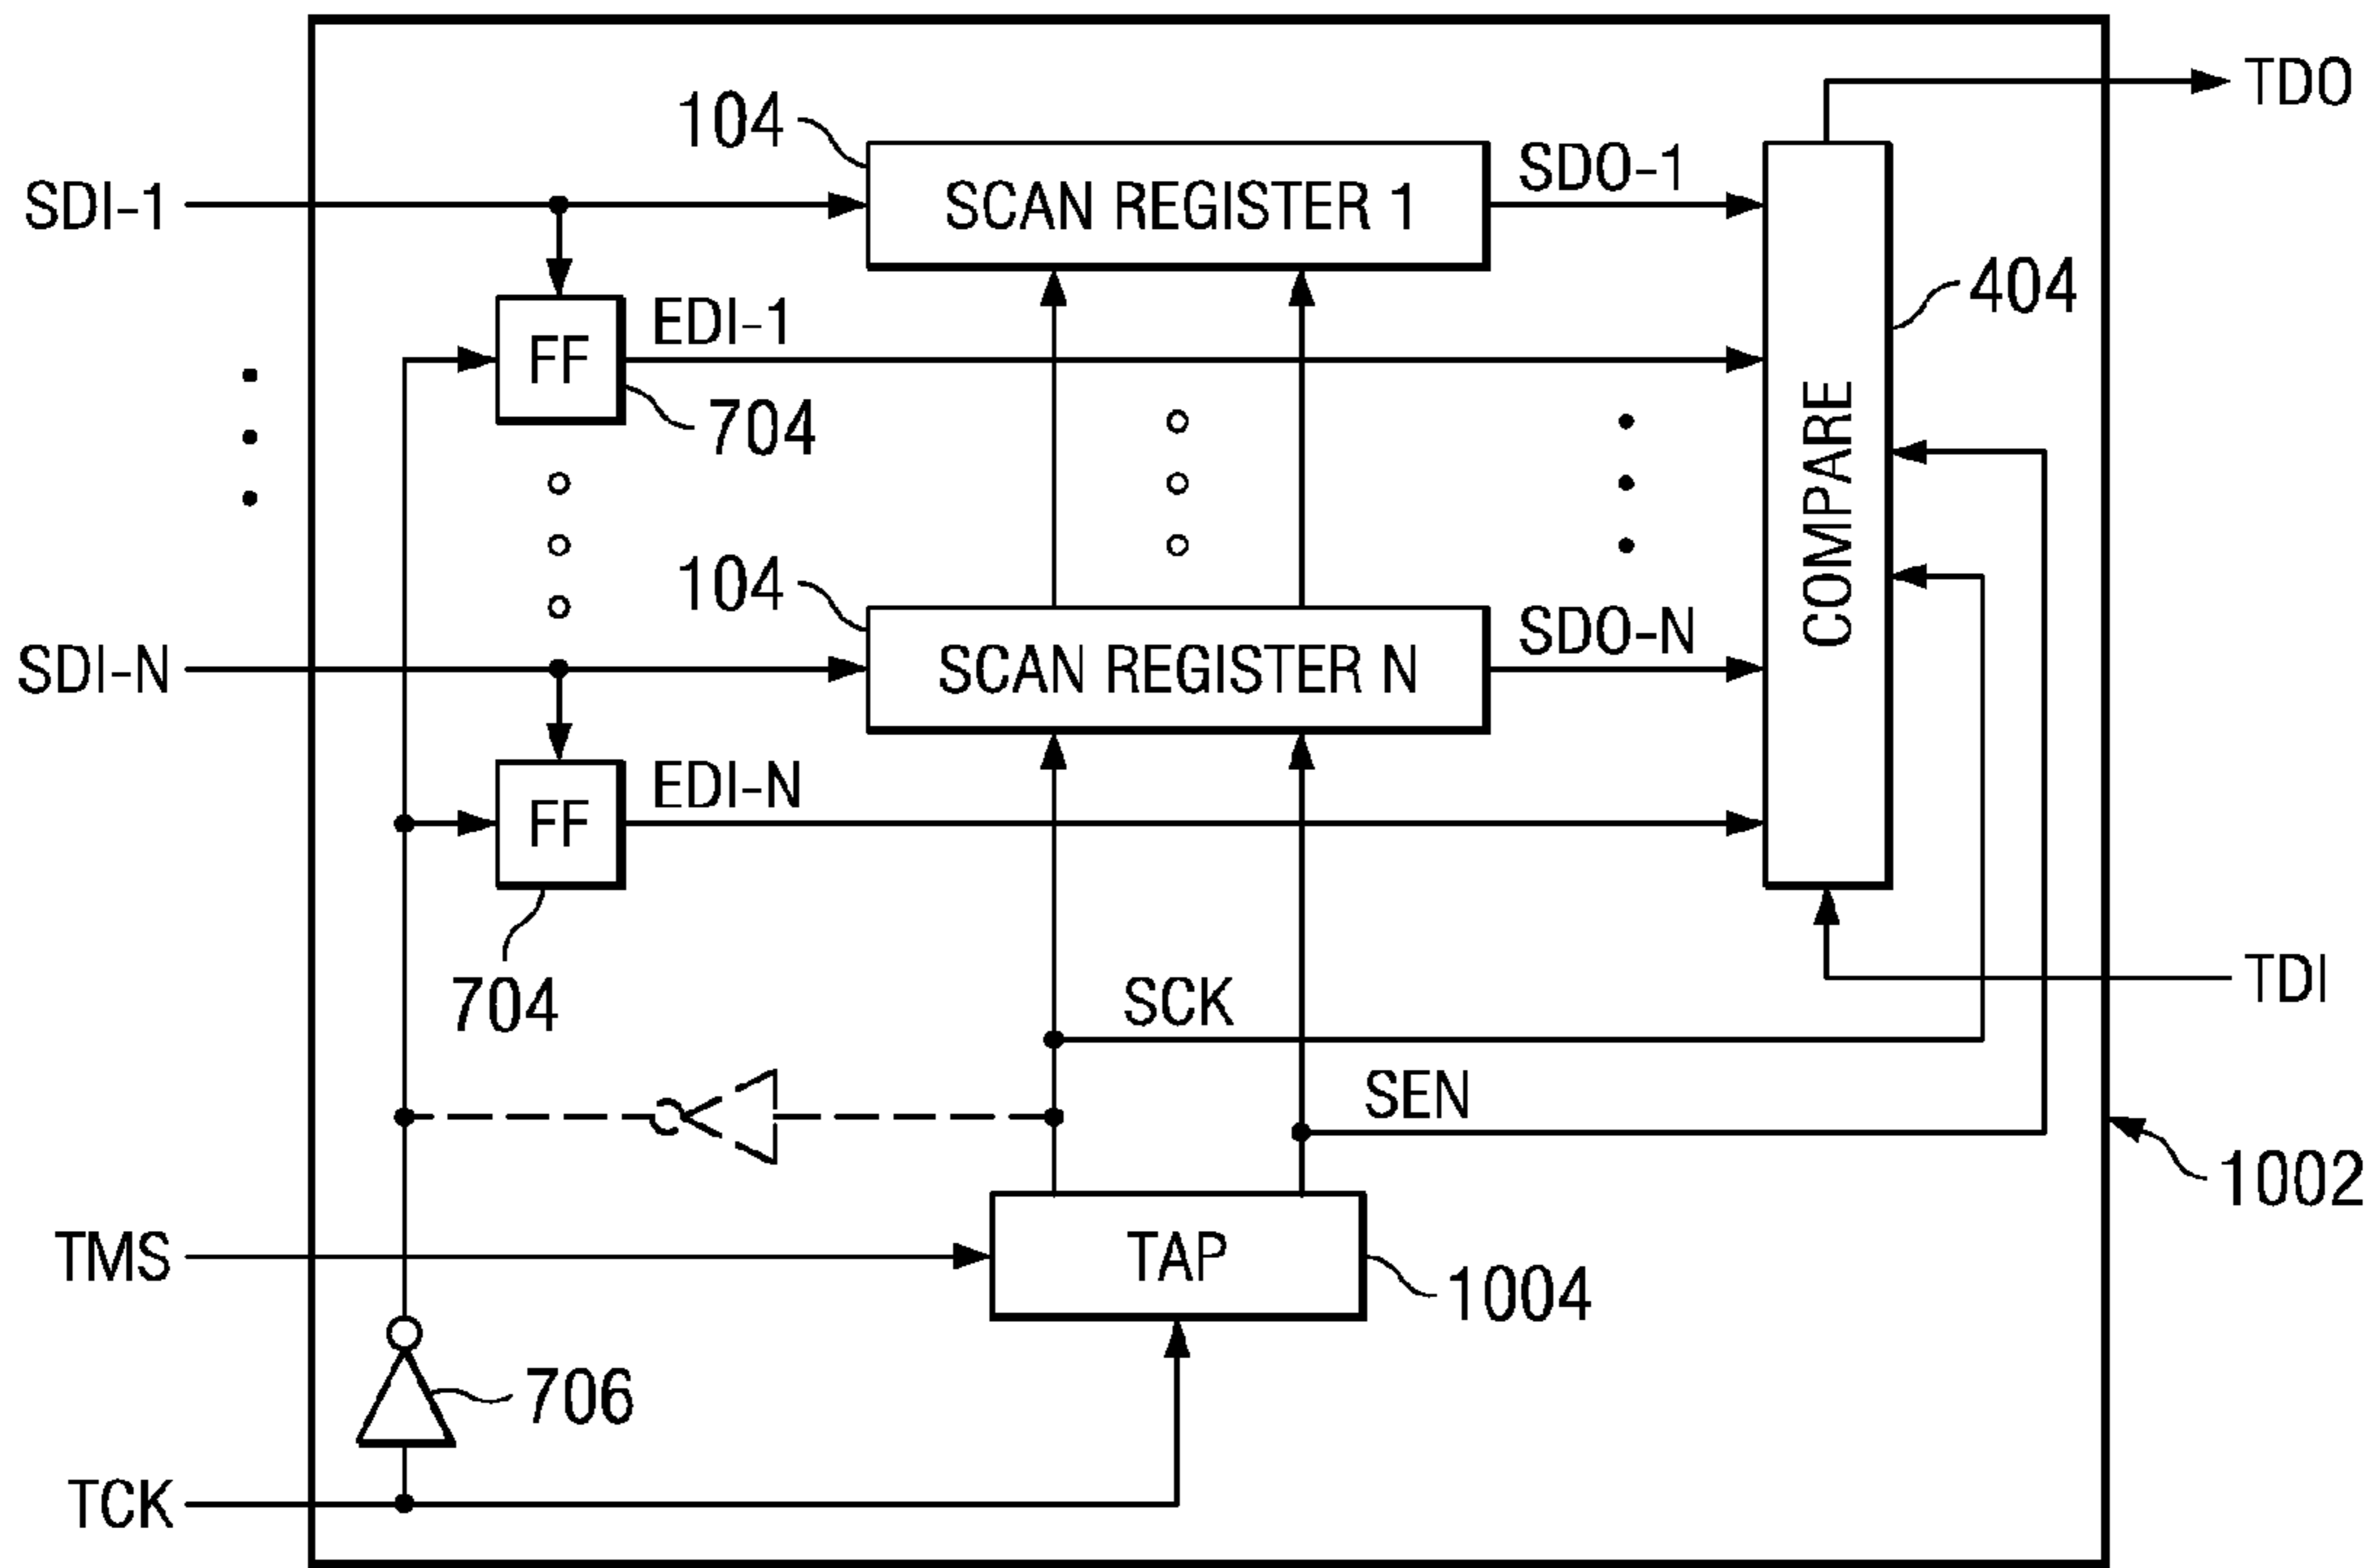 TDO
104
SDI-1
SCAN REGISTER 1
SDO-1
404
EDI-1
FF
704
COMPARE
104
SDI-N
SCAN REGISTER N
SDO-N
EDI-N
FF
704
TDI
SCK
SEN
1002
TMS
TAP
1004
706
TCK